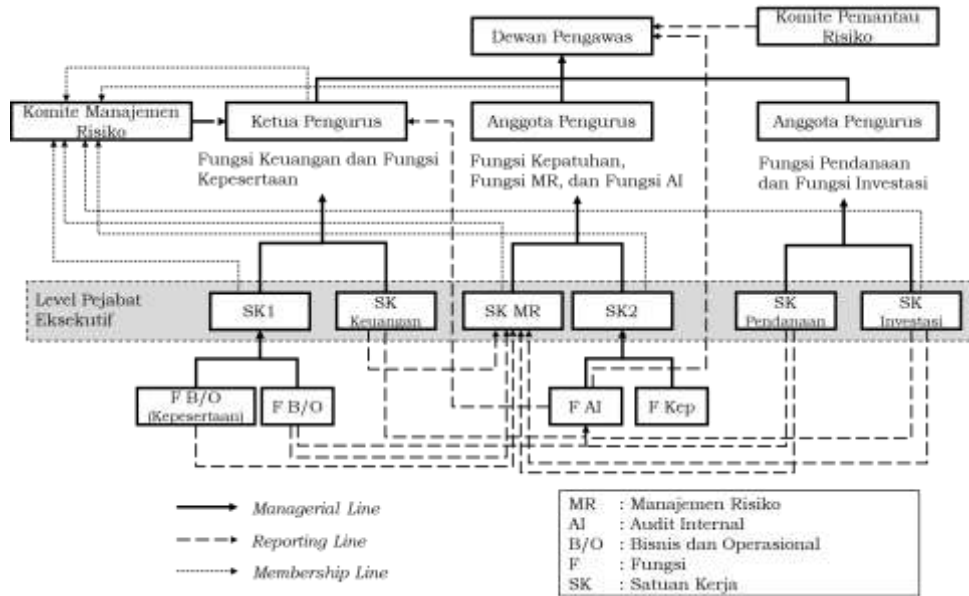 Komite Pemantau
Risiko
Dewan Pengawas
Komite Manajemen
Risiko
Ketua Pengurus
Anggota Pengurus
Anggota Pengurus
Fungsi Keuangan dan Fungsi
Kepesertaan
Fungsi Kepatuhan,
Fungsi MR, dan Fungsi AI
Fungsi Pendanaan
dan Fungsi Investasi
Level Pejabat
Eksekutif
SK1
SK
Keuangan
SK MR
SK2
SK
Pendanaan
SK
Investasi
F B/O
(Kepesertaan)
F B/O
F AI
F Kep
Managerial Line
Reporting Line
Membership Line
MR : Manajemen Risiko
AI : Audit Internal
B/O : Bisnis dan Operasional
F : Fungsi
SK : Satuan Kerja